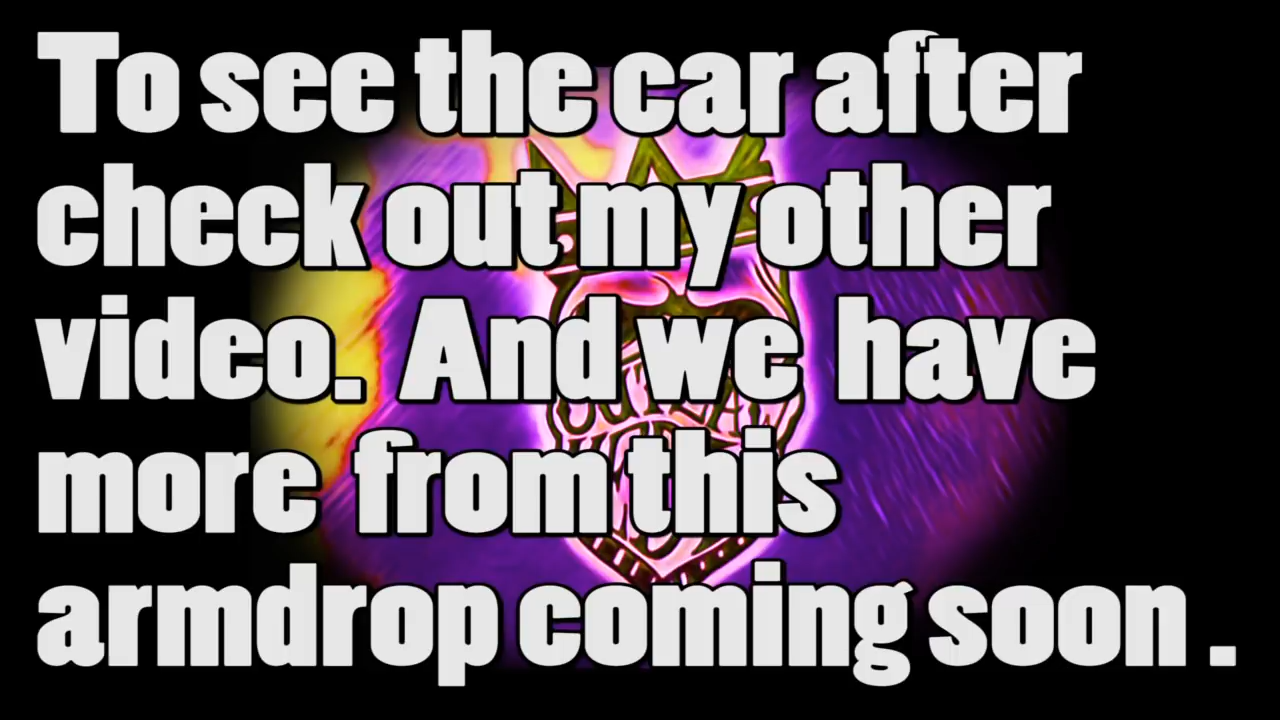 To see the car after
check out my other
video. And we have
more from this
armdrop coming soon .
OUTLAW